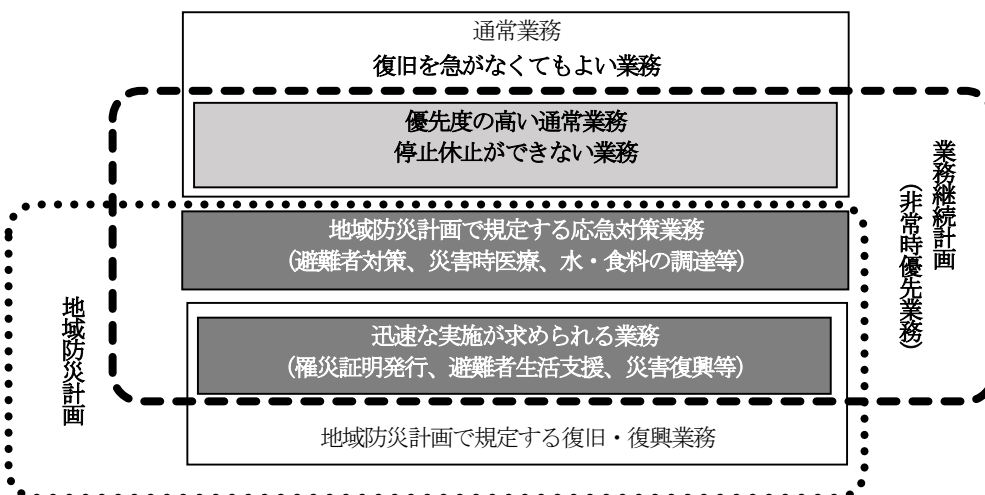 通常業務
復旧を急がなくてもよい業務
優先度の高い通常業務
停止休止ができない業務
地域防災計画で規定する応急対策業務
（避難者対策、災害時医療、水・食料の調達等）
迅速な実施が求められる業務
（罹災証明発行、避難者生活支援、災害復興等）
地域防災計画で規定する復旧・復興業務
業務継続計画
（非常時優先業務）
地域防災計画